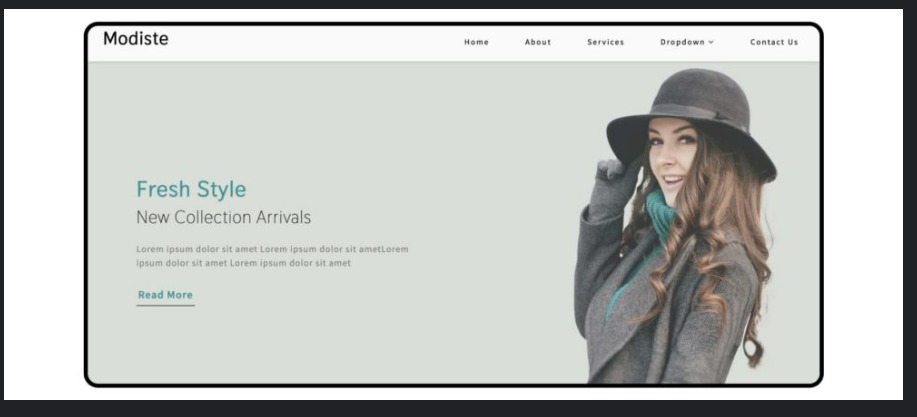 Modiste
Home About Services Dropdown Contact Us
Fresh Style
New Collection Arrivals
Lorem ipsum dolor sit amet Lorem ipsum dolor sit ametLorem
ipsum dolor sit amet Lorem ipsum dolor sit amet
Read More